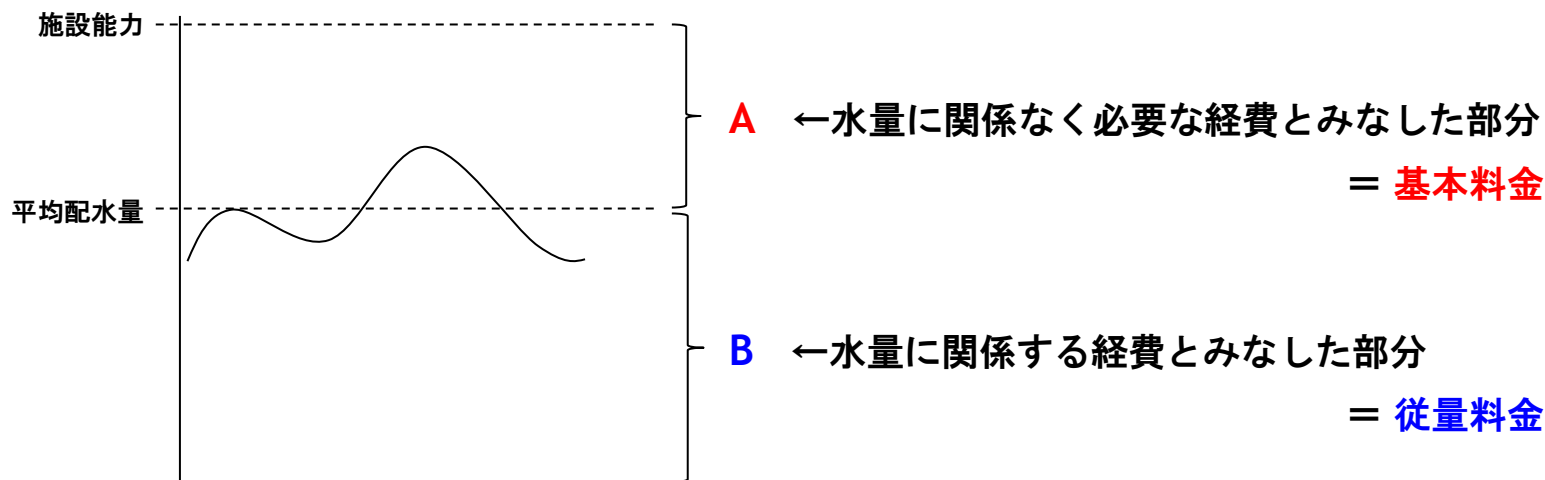 施設能力
A ←水量に関係なく必要な経費とみなした部分
= 基本料金
平均配水量
B ←水量に関係する経費とみなした部分
= 従量料金